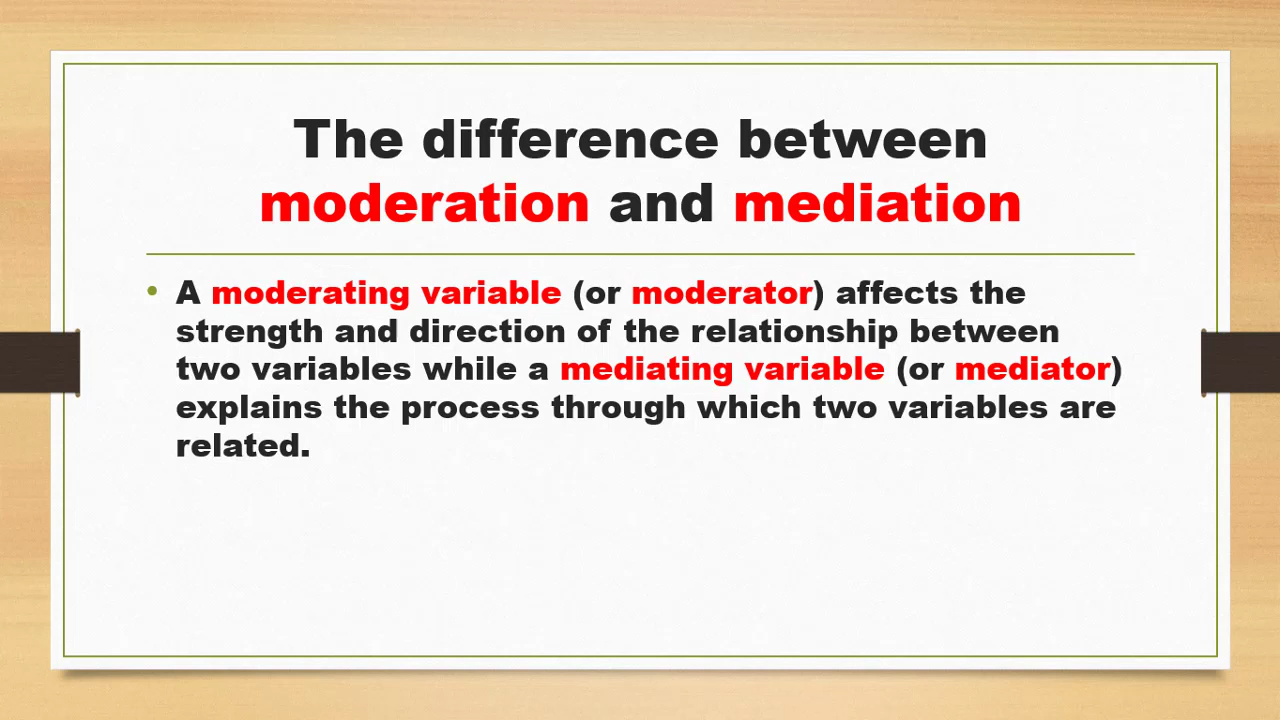 The difference between
moderation and mediation
• A moderating variable (or moderator) affects the
strength and direction of the relationship between
two variables while a mediating variable (or mediator)
explains the process through which two variables are
related.